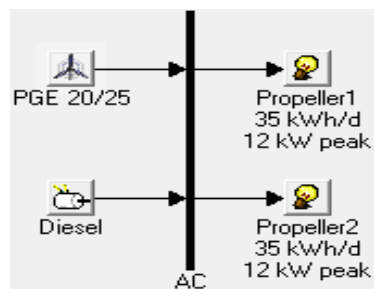 PGE 20/25
Propeller1
35 kWh/d
12 kW peak
Diesel
Propeller2
35 kWh/d
12 kW peak
AC